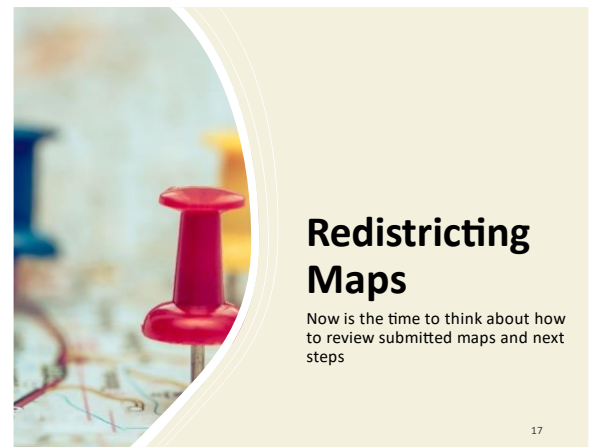 Redistricting
Maps
Now is the time to think about how
to review submitted maps and next
steps
17